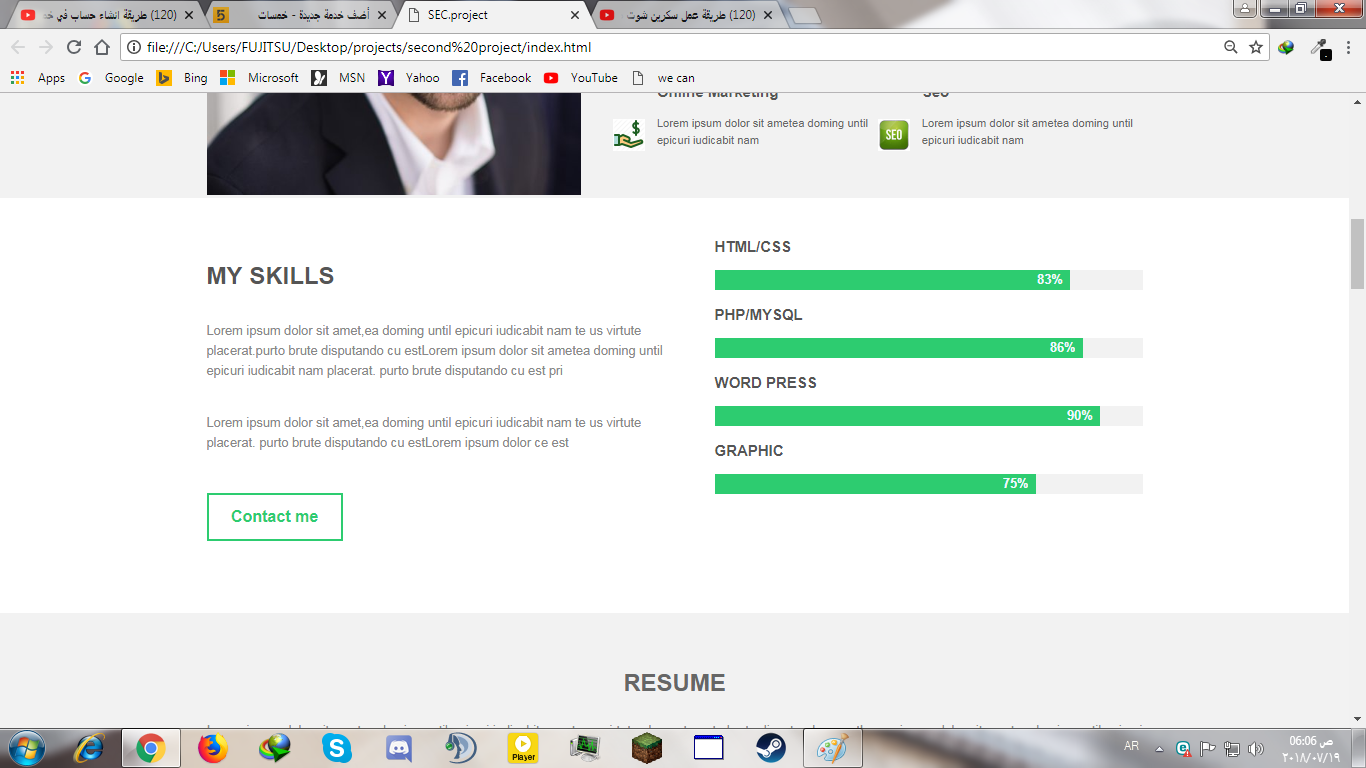 (120) طريقة انشاء حساب في خم
أضف خدمة جديدة - خمسات
SEC.project
(120) طريقة عمل سكرين شوت
file:///C:/Users/FUJITSU/Desktop/projects/second%20project/index.html
Apps Google Bing Microsoft MSN Yahoo Facebook YouTube we can
Online Marketing
Seo
Lorem ipsum dolor sit ametea doming until
epicuri iudicabit nam
SEO
Lorem ipsum dolor sit ametea doming until
epicuri iudicabit nam
MY SKILLS
Lorem ipsum dolor sit amet,ea doming until epicuri iudicabit nam te us virtute
placerat.purto brute disputando cu estLorem ipsum dolor sit ametea doming until
epicuri iudicabit nam placerat. purto brute disputando cu est pri
Lorem ipsum dolor sit amet,ea doming until epicuri iudicabit nam te us virtute
placerat. purto brute disputando cu estLorem ipsum dolor ce est
Contact me
HTML/CSS
83%
PHP/MYSQL
86%
WORD PRESS
90%
GRAPHIC
75%
RESUME
Player
AR
06:06 ص
٢٠١٨/٠٧/١٩